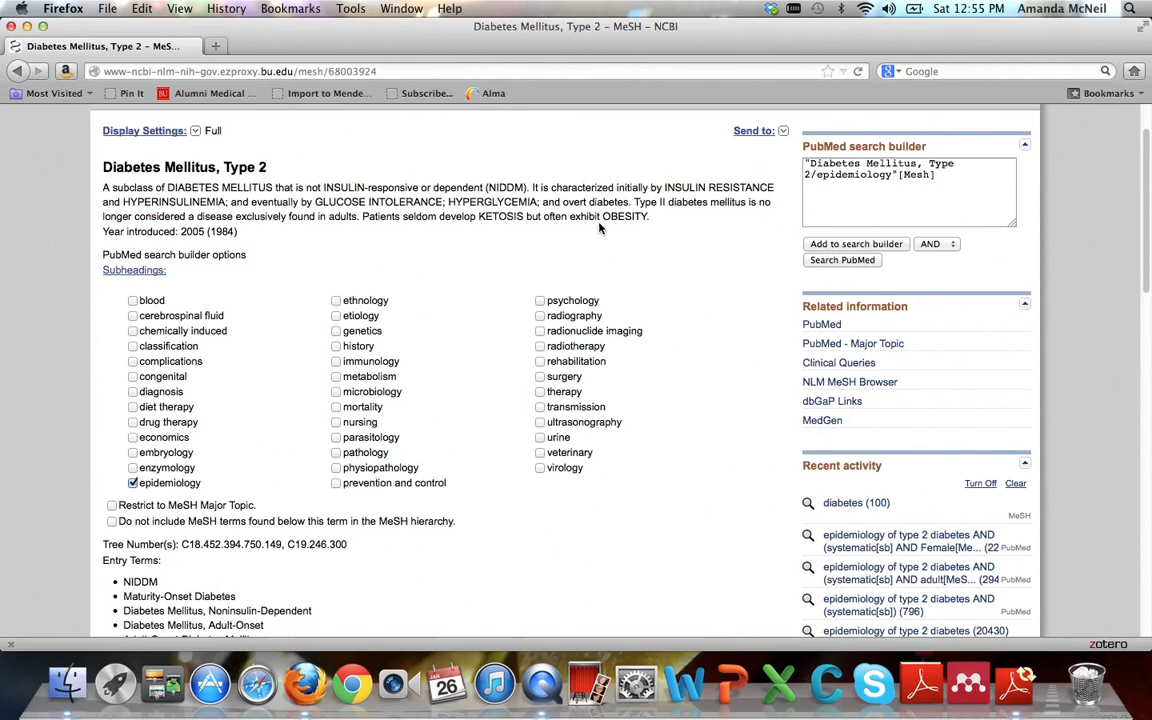 Firefox File Edit View History Bookmarks Tools Window Help Sat 12:55 PM Amanda McNeil
Diabetes Mellitus, Type 2 – MeSH – NCBI
Diabetes Mellitus, Type 2 – MeS...
www-ncbi-nlm-nih-gov.ezproxy.bu.edu/mesh/68003924
Google
Most Visited Pin It Alumni Medical ... Import to Mende... Subscribe... Alma Bookmarks
Display Settings: Full Send to:
Diabetes Mellitus, Type 2
A subclass of DIABETES MELLITUS that is not INSULIN-responsive or dependent (NIDDM). It is characterized initially by INSULIN RESISTANCE
and HYPERINSULINEMIA; and eventually by GLUCOSE INTOLERANCE; HYPERGLYCEMIA; and overt diabetes. Type II diabetes mellitus is no
longer considered a disease exclusively found in adults. Patients seldom develop KETOSIS but often exhibit OBESITY.
Year introduced: 2005 (1984)
PubMed search builder options
Subheadings:
blood
cerebrospinal fluid
chemically induced
classification
complications
congenital
diagnosis
diet therapy
drug therapy
economics
embryology
enzymology
epidemiology
ethnology
etiology
genetics
history
immunology
metabolism
microbiology
mortality
nursing
parasitology
pathology
physiopathology
prevention and control
psychology
radiography
radionuclide imaging
radiotherapy
rehabilitation
surgery
therapy
transmission
ultrasonography
urine
veterinary
virology
Restrict to MeSH Major Topic.
Do not include MeSH terms found below this term in the MeSH hierarchy.
Tree Number(s): C18.452.394.750.149, C19.246.300
Entry Terms:
NIDDM
Maturity-Onset Diabetes
Diabetes Mellitus, Noninsulin-Dependent
Diabetes Mellitus, Adult-Onset
PubMed search builder
"Diabetes Mellitus, Type
2/epidemiology"[Mesh]
Add to search builder AND
Search PubMed
Related information
PubMed
PubMed - Major Topic
Clinical Queries
NLM MeSH Browser
dbGaP Links
MedGen
Recent activity
Turn Off Clear
diabetes (100)
MeSH
epidemiology of type 2 diabetes AND
(systematic[sb] AND Female[Me... (22 PubMed
epidemiology of type 2 diabetes AND
(systematic[sb] AND adult[MeS... (294 PubMed
epidemiology of type 2 diabetes AND
(systematic[sb]) (796) PubMed
epidemiology of type 2 diabetes (20430)
zotero